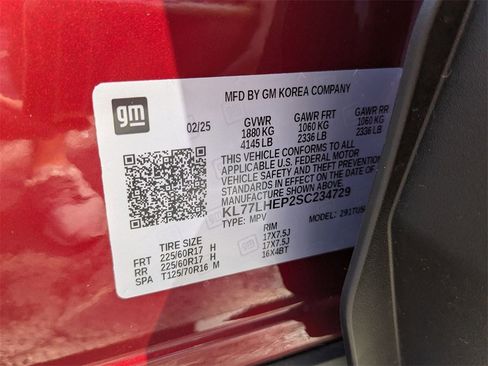 gm
MFD BY GM KOREA COMPANY
02/25 GVWR GAWR FRT GAWR RR
1880 KG 1060 KG 1060 KG
4145 LB 2336 LB 2336 LB
THIS VEHICLE CONFORMS TO ALL
APPLICABLE U.S. FEDERAL MOTOR
VEHICLE SAFETY AND THEFT PREVENTION
STANDARDS IN EFFECT ON THE DATE OF
MANUFACTURE SHOWN ABOVE.
KL77LHEP2SC234729
TYPE: MPV MODEL: 291TUS
TIRE SIZE RIM
FRT 225/60R17 H 17X7.5J
RR 225/60R17 H 17X7.5J
SPA T125/70R16 M 16X4BT